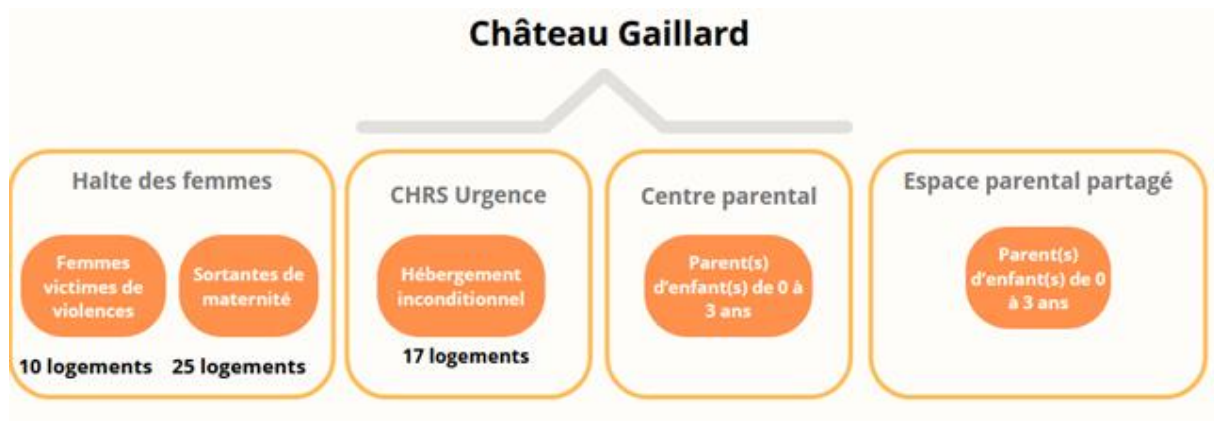 Château Gaillard
Halte des femmes
Femmes
victimes de
violences
Sortantes de
maternité
10 logements
25 logements
CHRS Urgence
Hébergement
inconditionnel
17 logements
Centre parental
Parent(s)
d'enfant(s) de 0 à
3 ans
Espace parental partagé
Parent(s)
d'enfant(s) de 0
à 3 ans